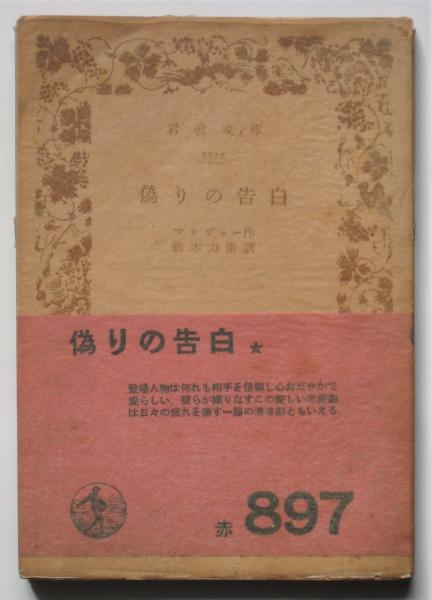 岩波文庫
5572
偽りの告白
マリヴォー作
鈴木力衛訳
偽りの告白 ★
登場人物は何れも相手を信頼し心おだやかで
愛らしい. 彼らが織りなすこの美しい恋愛劇
は日々の疲れを癒す一服の清涼剤ともいえる.
赤 897